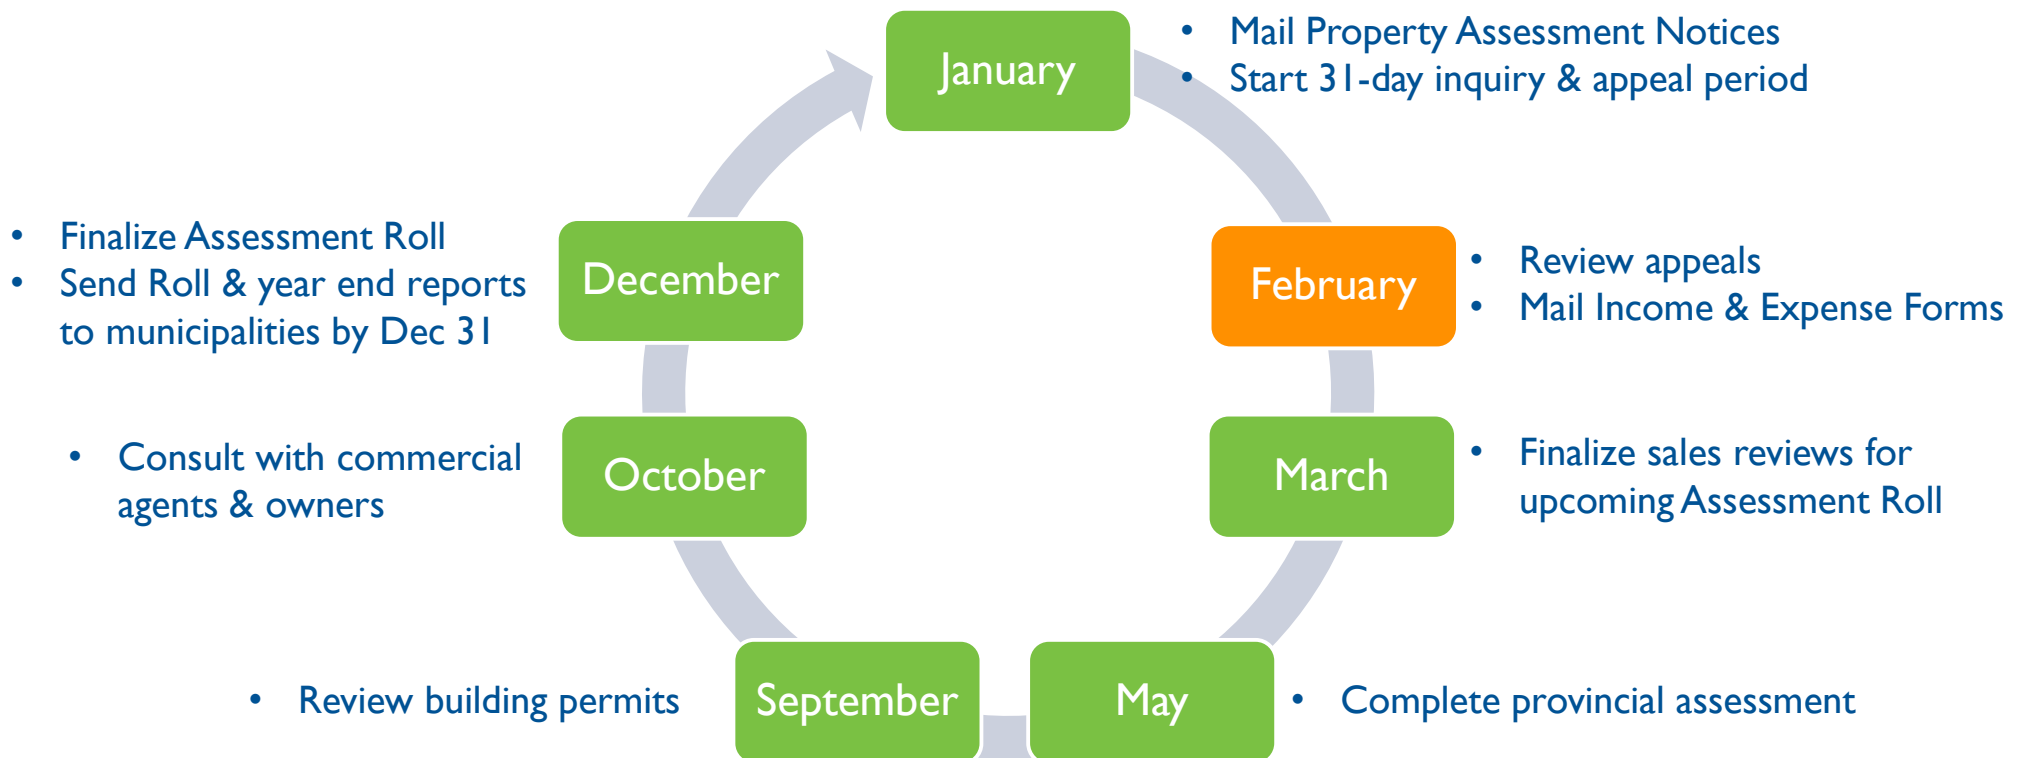 January
• Mail Property Assessment Notices
• Start 31-day inquiry & appeal period
February
• Review appeals
• Mail Income & Expense Forms
March
• Finalize sales reviews for
upcoming Assessment Roll
May
• Complete provincial assessment
September
• Review building permits
October
• Consult with commercial
agents & owners
December
• Finalize Assessment Roll
• Send Roll & year end reports
to municipalities by Dec 31